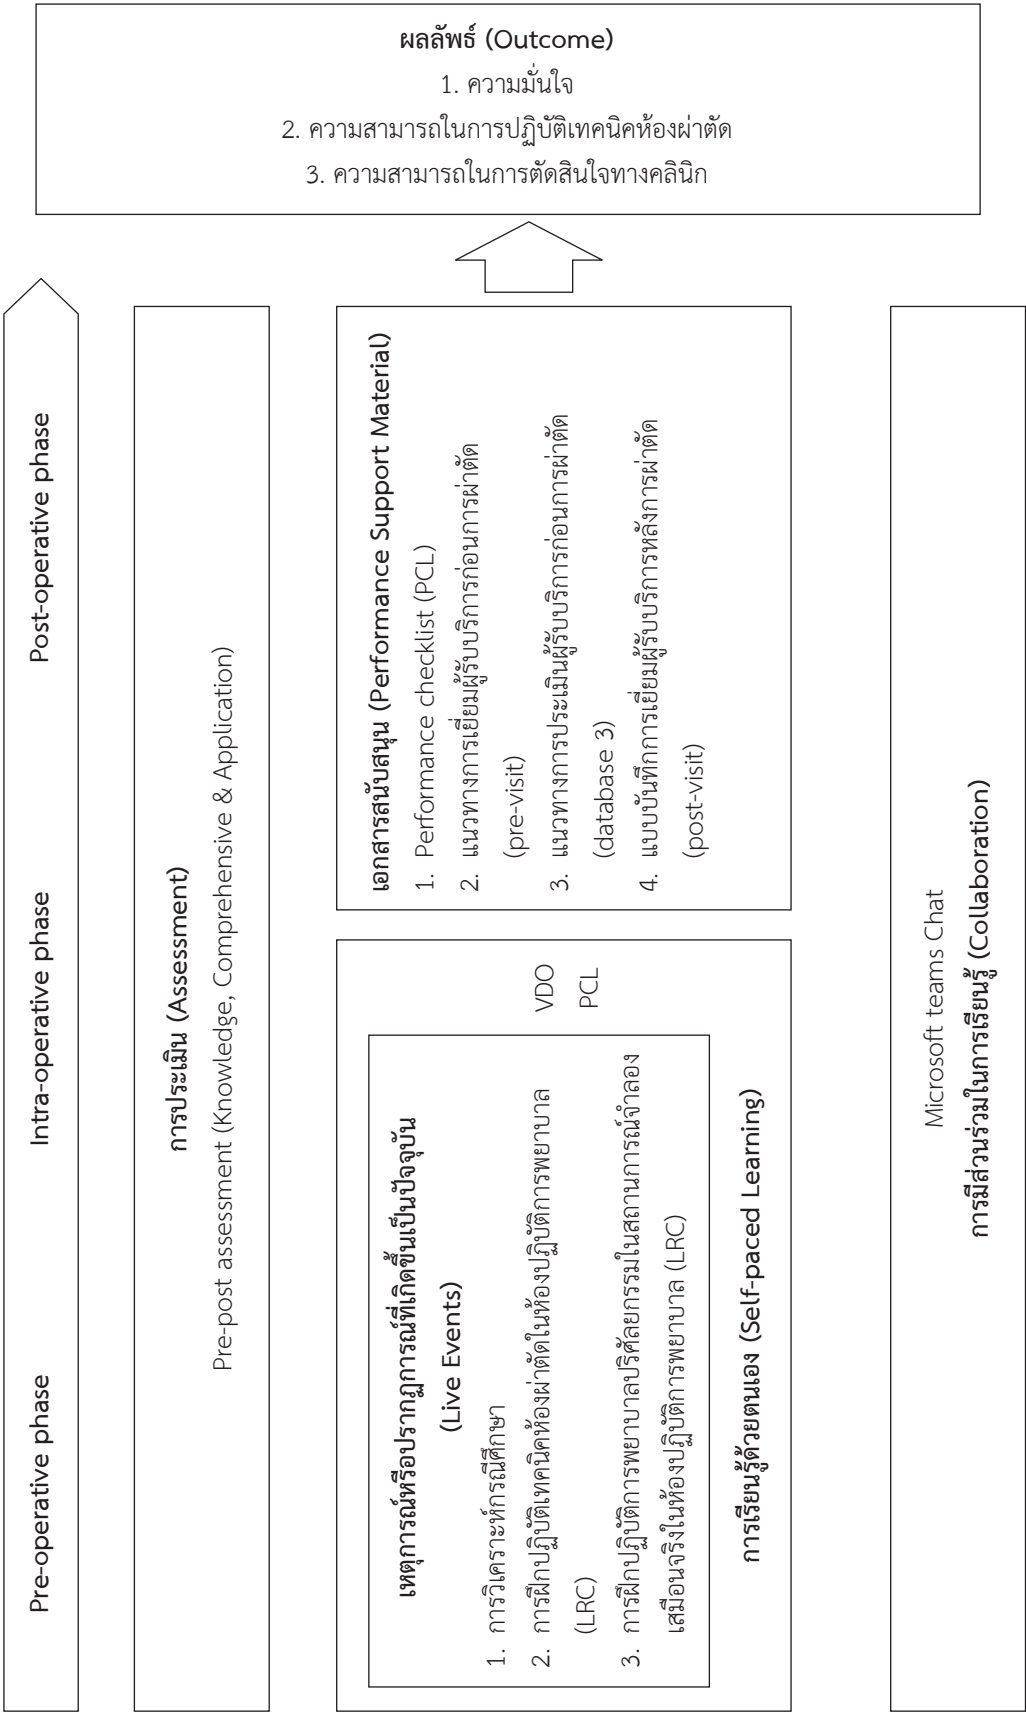 ผลลัพธ์ (Outcome)
1. ความมั่นใจ
2. ความสามารถในการปฏิบัติเทคนิคห้องผ่าตัด
3. ความสามารถในการตัดสินใจทางคลินิก
Pre-operative phase
Intra-operative phase
Post-operative phase
การประเมิน (Assessment)
Pre-post assessment (Knowledge, Comprehensive & Application)
เหตุการณ์หรือปรากฏการณ์ที่เกิดขึ้นเป็นปัจจุบัน
(Live Events)
1. การวิเคราะห์กรณีศึกษา
2. การฝึกปฏิบัติเทคนิคห้องผ่าตัดในห้องปฏิบัติการพยาบาล
(LRC)
3. การฝึกปฏิบัติการพยาบาลปริศัลยกรรมในสถานการณ์จำลอง
เสมือนจริงในห้องปฏิบัติการพยาบาล (LRC)
VDO
PCL
การเรียนรู้ด้วยตนเอง (Self-paced Learning)
เอกสารสนับสนุน (Performance Support Material)
1. Performance checklist (PCL)
2. แนวทางการเยี่ยมผู้รับบริการก่อนการผ่าตัด
(pre-visit)
3. แนวทางการประเมินผู้รับบริการก่อนการผ่าตัด
(database 3)
4. แบบบันทึกการเยี่ยมผู้รับบริการหลังการผ่าตัด
(post-visit)
Microsoft teams Chat
การมีส่วนร่วมในการเรียนรู้ (Collaboration)